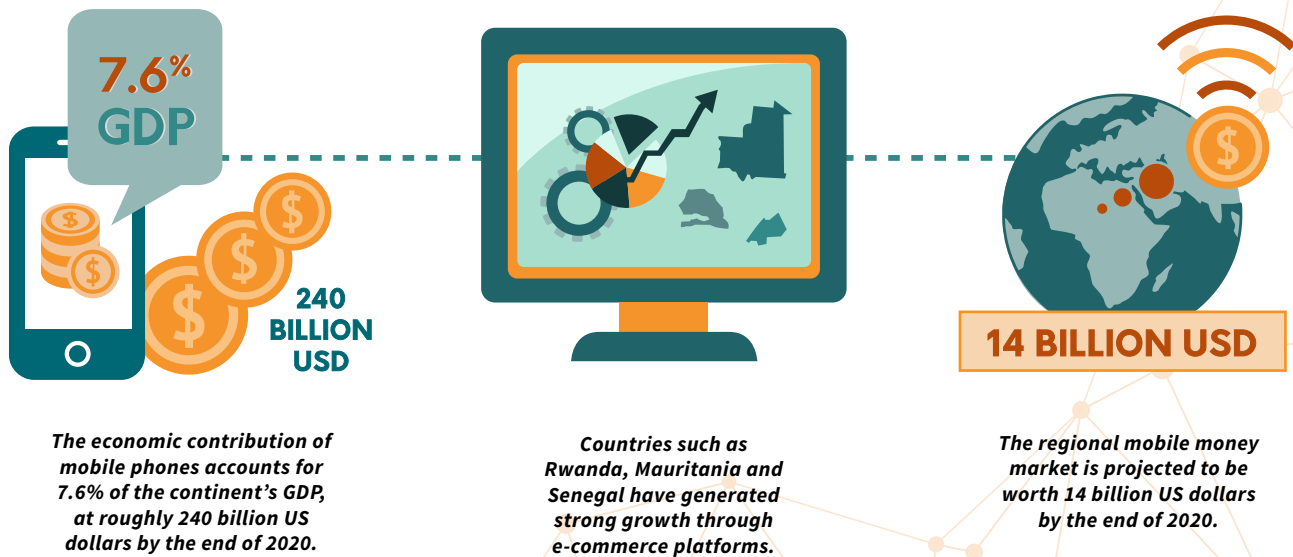 7.6%
GDP
$
$
$
$
$
240
BILLION
USD
$
14 BILLION USD
The economic contribution of
mobile phones accounts for
7.6% of the continent's GDP,
at roughly 240 billion US
dollars by the end of 2020.
Countries such as
Rwanda, Mauritania and
Senegal have generated
strong growth through
e-commerce platforms.
The regional mobile money
market is projected to be
worth 14 billion US dollars
by the end of 2020.